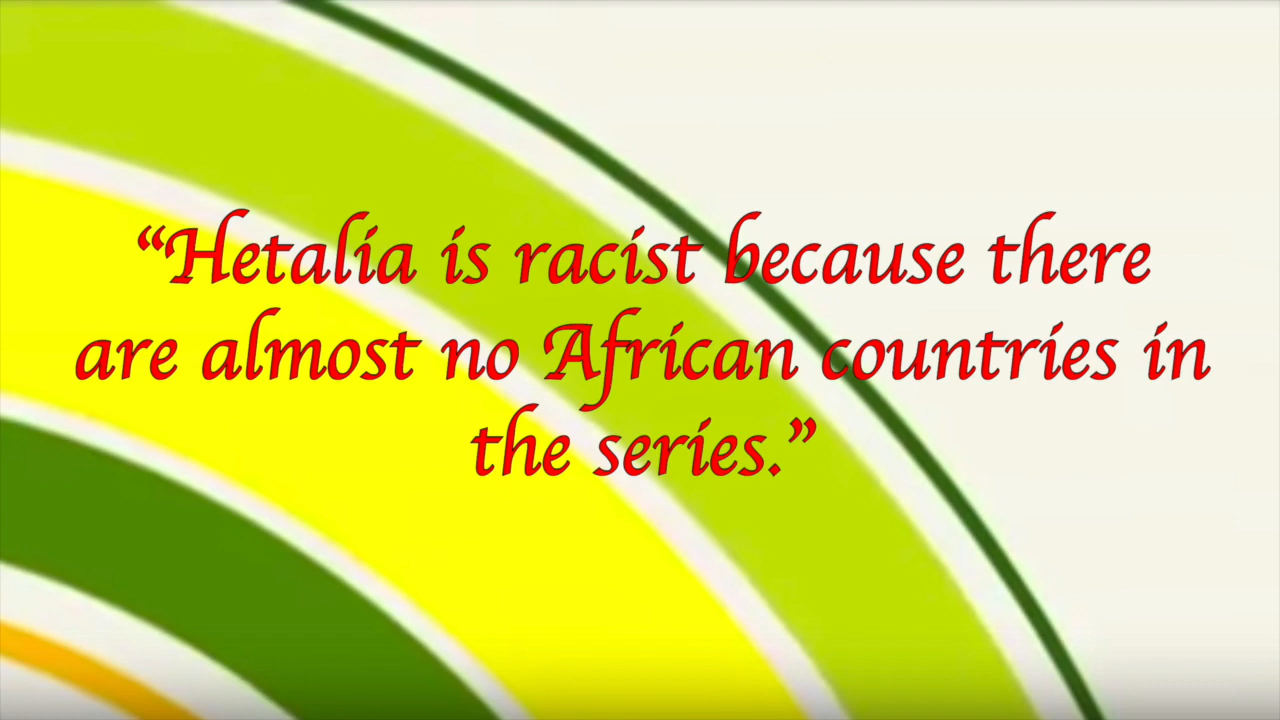 “Hetalia is racist because there
are almost no African countries in
the series.”